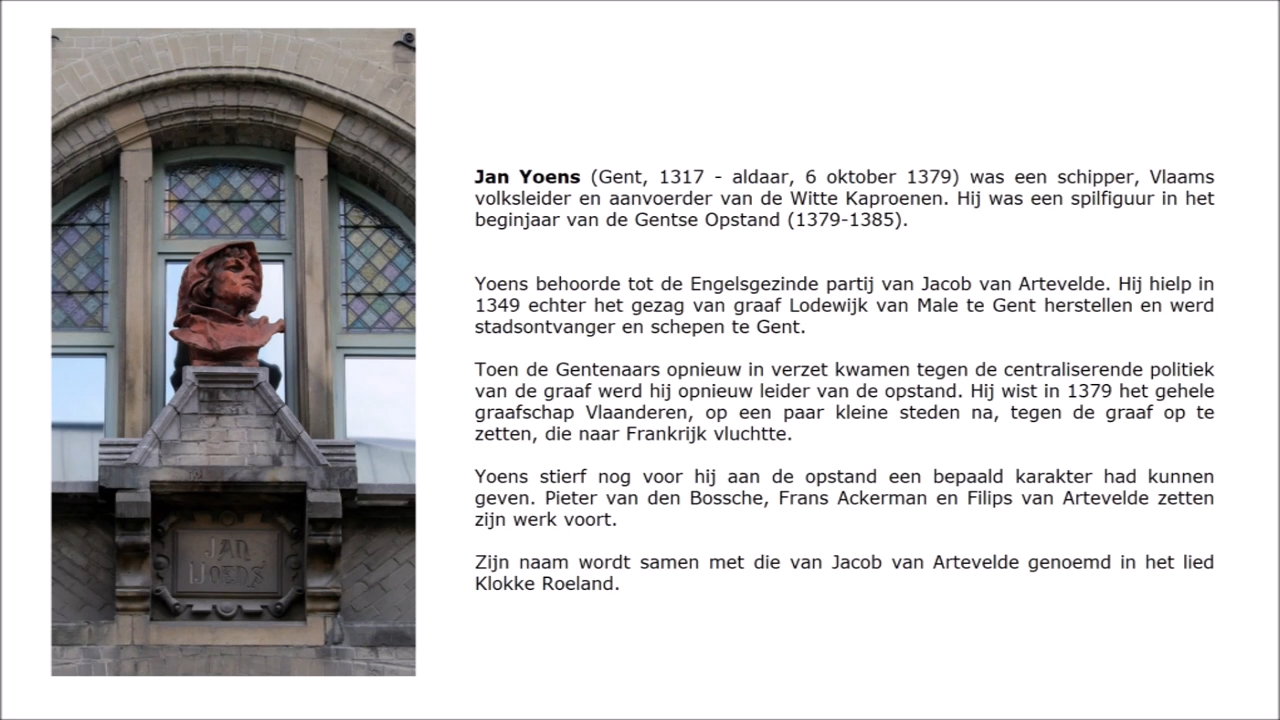 JAN
IJOENS
Jan Yoens (Gent, 1317 - aldaar, 6 oktober 1379) was een schipper, Vlaams
volksleider en aanvoerder van de Witte Kaproenen. Hij was een spilfiguur in het
beginjaar van de Gentse Opstand (1379-1385).
Yoens behoorde tot de Engelsgezinde partij van Jacob van Artevelde. Hij hielp in
1349 echter het gezag van graaf Lodewijk van Male te Gent herstellen en werd
stadsontvanger en schepen te Gent.
Toen de Gentenaars opnieuw in verzet kwamen tegen de centraliserende politiek
van de graaf werd hij opnieuw leider van de opstand. Hij wist in 1379 het gehele
graafschap Vlaanderen, op een paar kleine steden na, tegen de graaf op te
zetten, die naar Frankrijk vluchtte.
Yoens stierf nog voor hij aan de opstand een bepaald karakter had kunnen
geven. Pieter van den Bossche, Frans Ackerman en Filips van Artevelde zetten
zijn werk voort.
Zijn naam wordt samen met die van Jacob van Artevelde genoemd in het lied
Klokke Roeland.